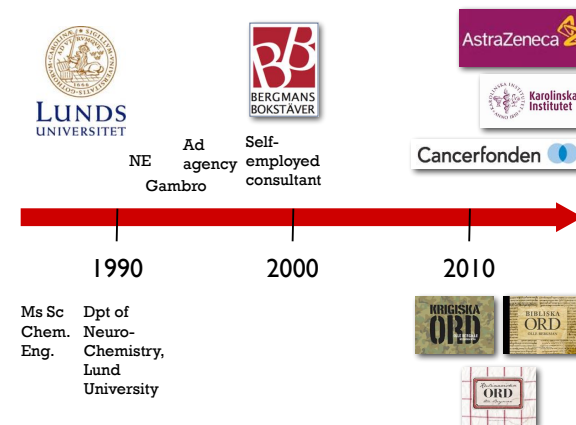 LUNDS
UNIVERSITET
BB
BERGMANS
BOKSTÄVER
AstraZeneca
Karolinska
Institutet
Cancerfonden
NE
Ad
agency
Gambro
Self-
employed
consultant
1990
2000
2010
Ms Sc
Chem.
Eng.
Dpt of
Neuro-
Chemistry,
Lund
University
KRIGISKA
ORD
BIBLISKA
ORD
ORD